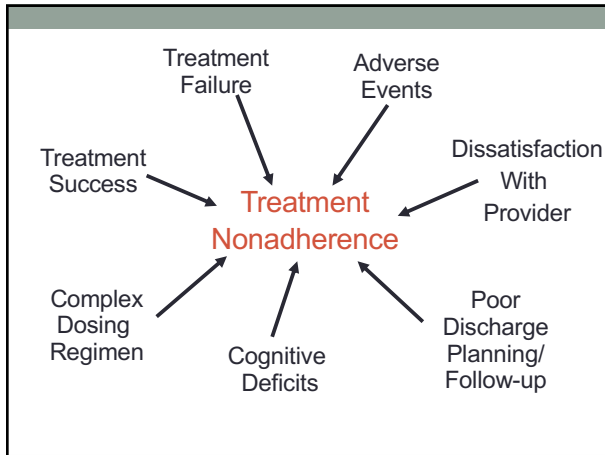 Treatment
Failure
Adverse
Events
Treatment
Success
Dissatisfaction
With
Provider
Treatment
Nonadherence
Complex
Dosing
Regimen
Cognitive
Deficits
Poor
Discharge
Planning/
Follow-up